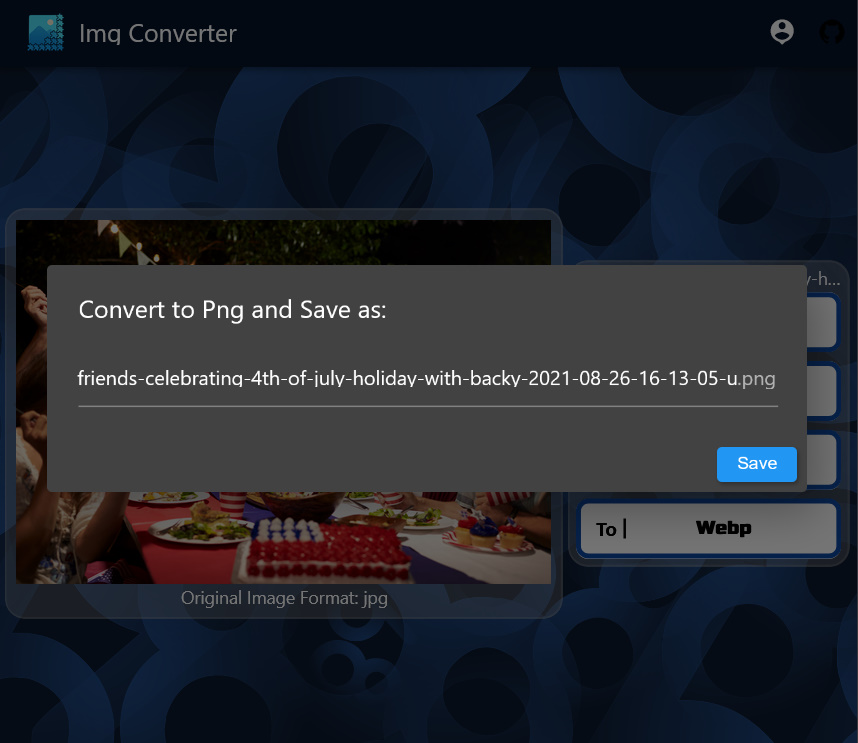 Img Converter
Convert to Png and Save as:
friends-celebrating-4th-of-july-holiday-with-backy-2021-08-26-16-13-05-u.png
Save
y-h...
To | Webp
Original Image Format: jpg